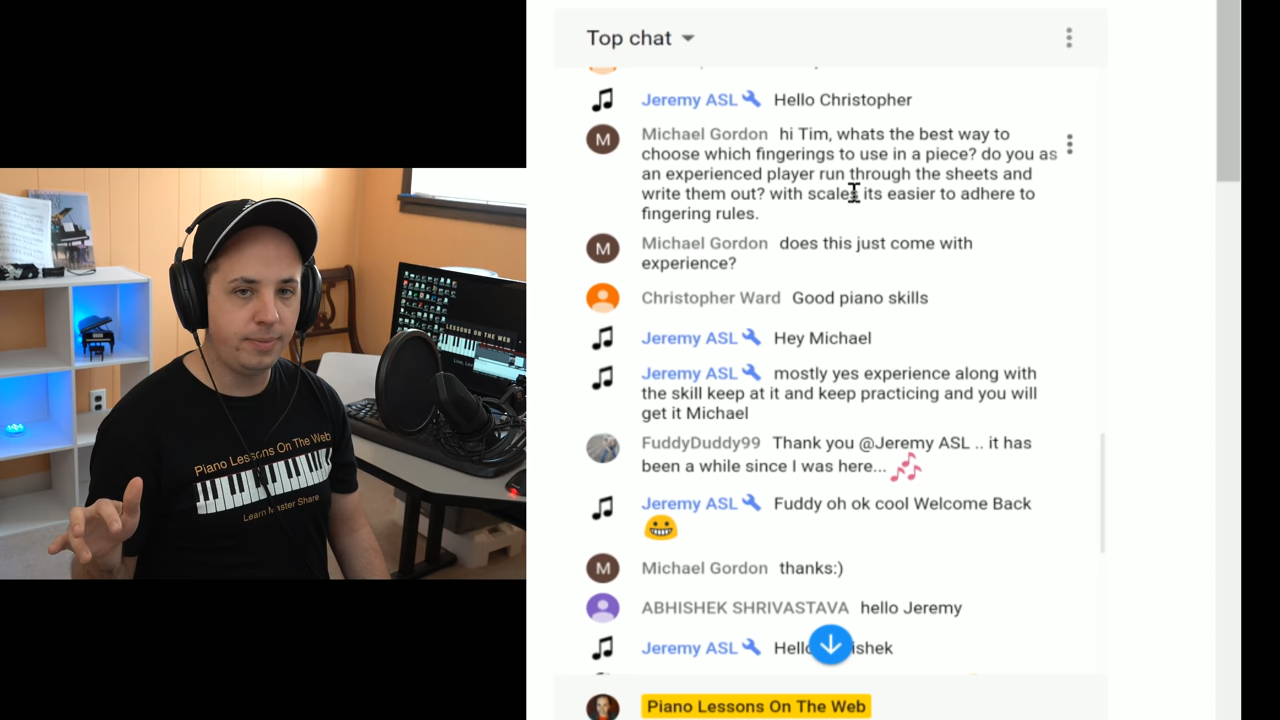 Top chat
Jeremy ASL Hello Christopher
Michael Gordon hi Tim, whats the best way to
choose which fingerings to use in a piece? do you as
an experienced player run through the sheets and
write them out? with scales its easier to adhere to
fingering rules.
Michael Gordon does this just come with
experience?
Christopher Ward Good piano skills
Jeremy ASL Hey Michael
Jeremy ASL mostly yes experience along with
the skill keep at it and keep practicing and you will
get it Michael
FuddyDuddy99 Thank you @Jeremy ASL .. it has
been a while since I was here...
Jeremy ASL Fuddy oh ok cool Welcome Back
Michael Gordon thanks:)
ABHISHEK SHRIVASTAVA hello Jeremy
Jeremy ASL
Piano Lessons On The Web
M
M
M
Piano Lessons On The Web
Learn Master Share
LESSONS ON THE WEB